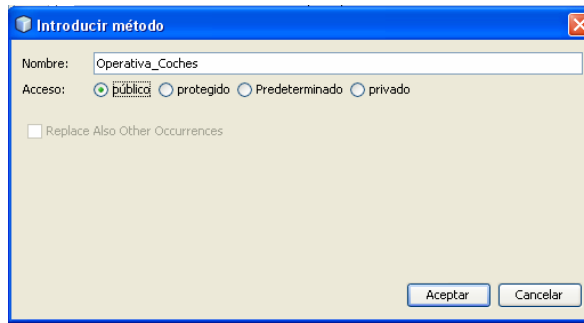 Introducir método
Nombre: Operativa_Coches
Acceso: público protegido Predeterminado privado
Replace Also Other Occurrences
Aceptar Cancelar